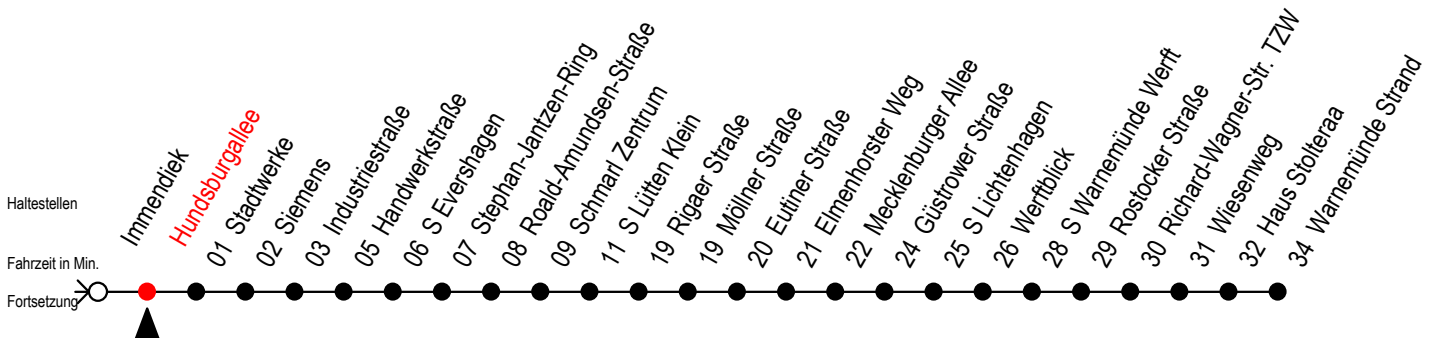 Haltestellen
Fahrzeit in Min.
Fortsetzung
Immendiek
Hundsburgallee
01 Stadtwerke
02 Siemens
03 Industriestraße
05 Handwerkstraße
06 S Evershagen
07 Stephan-Jantzen-Ring
08 Roald-Amundsen-Straße
09 Schmarl Zentrum
11 S Lütten Klein
19 Rigaer Straße
19 Möllner Straße
20 Eutiner Straße
21 Elmenhorster Weg
22 Mecklenburger Allee
24 Güstrower Straße
25 S Lichtenhagen
26 Werftblick
28 S Warnemünde Werft
29 Rostocker Straße
30 Richard-Wagner-Str. TZW
31 Wiesenweg
32 Haus Stolteraa
34 Warnemünde Strand